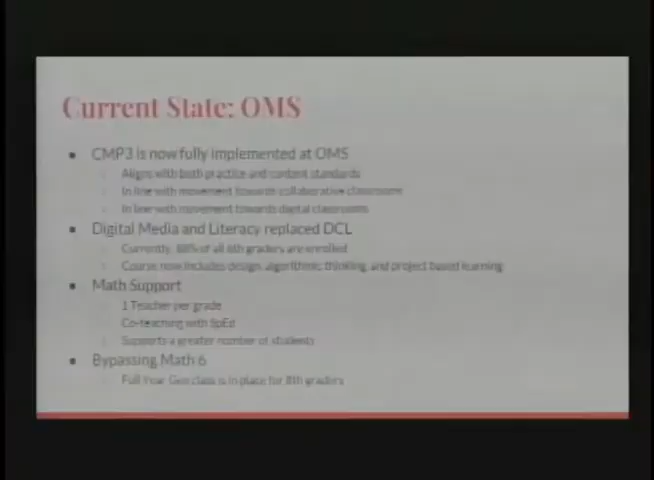 Current State: OMS
• CMP3 is now fully implemented at OMS
Aligns with both practice and content standards
In line with movement towards collaborative classrooms
In line with movement towards digital classrooms
• Digital Media and Literacy replaced DCL
Currently, 88% of all 6th graders are enrolled
Course now includes design, algorithmic thinking, and project based learning
• Math Support
1 Teacher per grade
Co-teaching with SpEd
Supports a greater number of students
• Bypassing Math 6
Full Year Geo class is in place for 8th graders